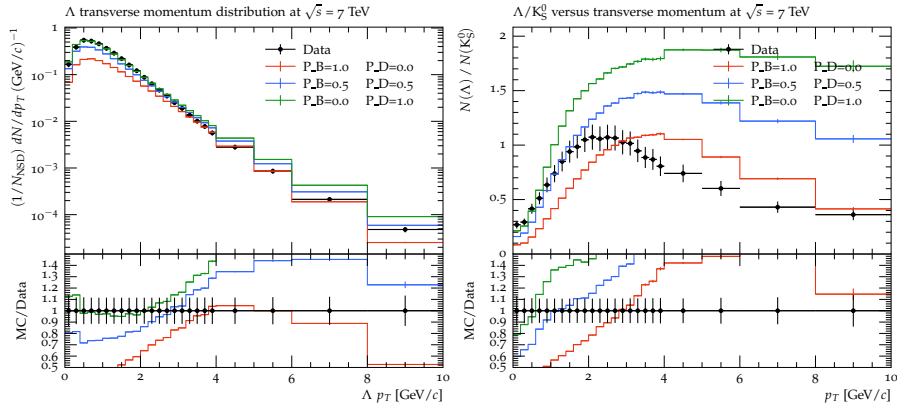 Λ transverse momentum distribution at √s = 7 TeV
(1/N_NSD) dN/dp_T (GeV/c)⁻¹
1
10⁻¹
10⁻²
10⁻³
10⁻⁴
Data
P_B=1.0 P_D=0.0
P_B=0.5 P_D=0.5
P_B=0.0 P_D=1.0
MC/Data
1.4
1.3
1.2
1.1
1.0
0.9
0.8
0.7
0.6
0.5
0 2 4 6 8 10
Λ p_T [GeV/c]
Λ/K⁰_S versus transverse momentum at √s = 7 TeV
N(Λ) / N(K⁰_S)
2
1.5
1
0.5
0
Data
P_B=1.0 P_D=0.0
P_B=0.5 P_D=0.5
P_B=0.0 P_D=1.0
MC/Data
1.4
1.3
1.2
1.1
1.0
0.9
0.8
0.7
0.6
0.5
0 2 4 6 8 10
p_T [GeV/c]